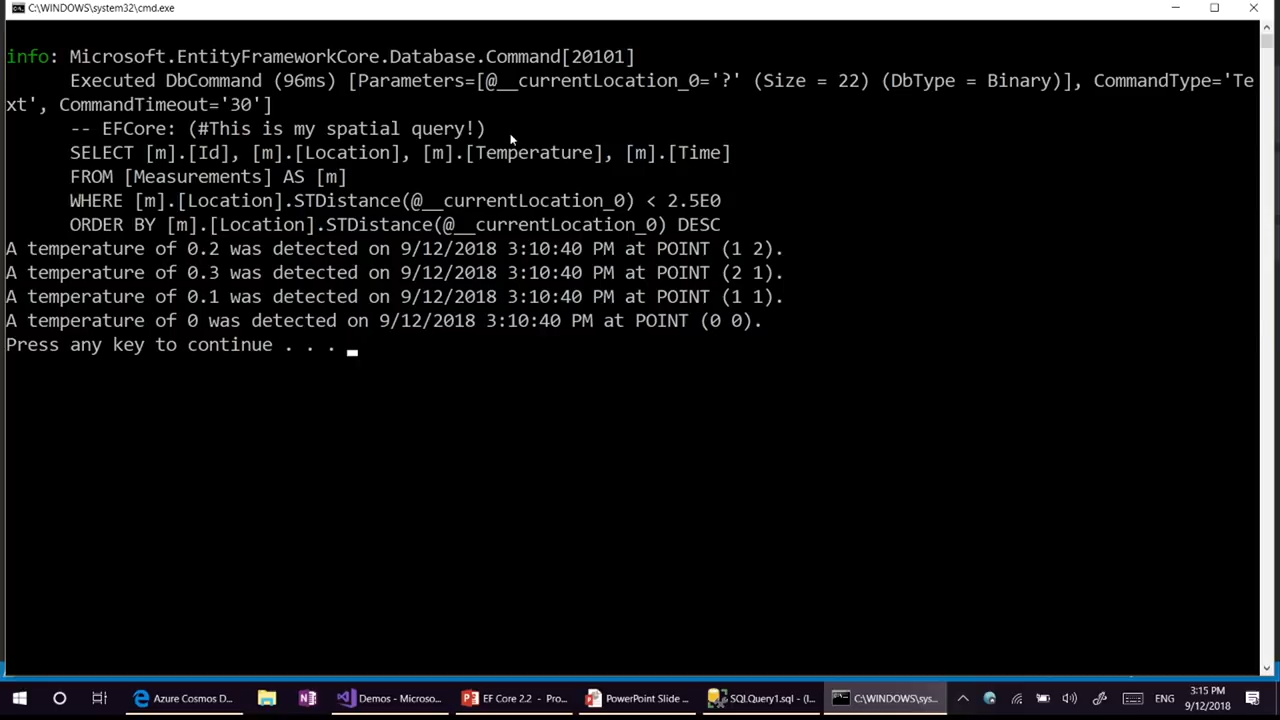 C:\WINDOWS\system32\cmd.exe
info: Microsoft.EntityFrameworkCore.Database.Command[20101]
Executed DbCommand (96ms) [Parameters=[@__currentLocation_0='?' (Size = 22) (DbType = Binary)], CommandType='Te
xt', CommandTimeout='30']
-- EFCore: (#This is my spatial query!)
SELECT [m].[Id], [m].[Location], [m].[Temperature], [m].[Time]
FROM [Measurements] AS [m]
WHERE [m].[Location].STDistance(@__currentLocation_0) < 2.5E0
ORDER BY [m].[Location].STDistance(@__currentLocation_0) DESC
A temperature of 0.2 was detected on 9/12/2018 3:10:40 PM at POINT (1 2).
A temperature of 0.3 was detected on 9/12/2018 3:10:40 PM at POINT (2 1).
A temperature of 0.1 was detected on 9/12/2018 3:10:40 PM at POINT (1 1).
A temperature of 0 was detected on 9/12/2018 3:10:40 PM at POINT (0 0).
Press any key to continue . . .
Azure Cosmos D... Demos - Microso... EF Core 2.2 - Pro... PowerPoint Slide ... SQLQuery1.sql - (l... C:\WINDOWS\sys... ENG 3:15 PM
9/12/2018